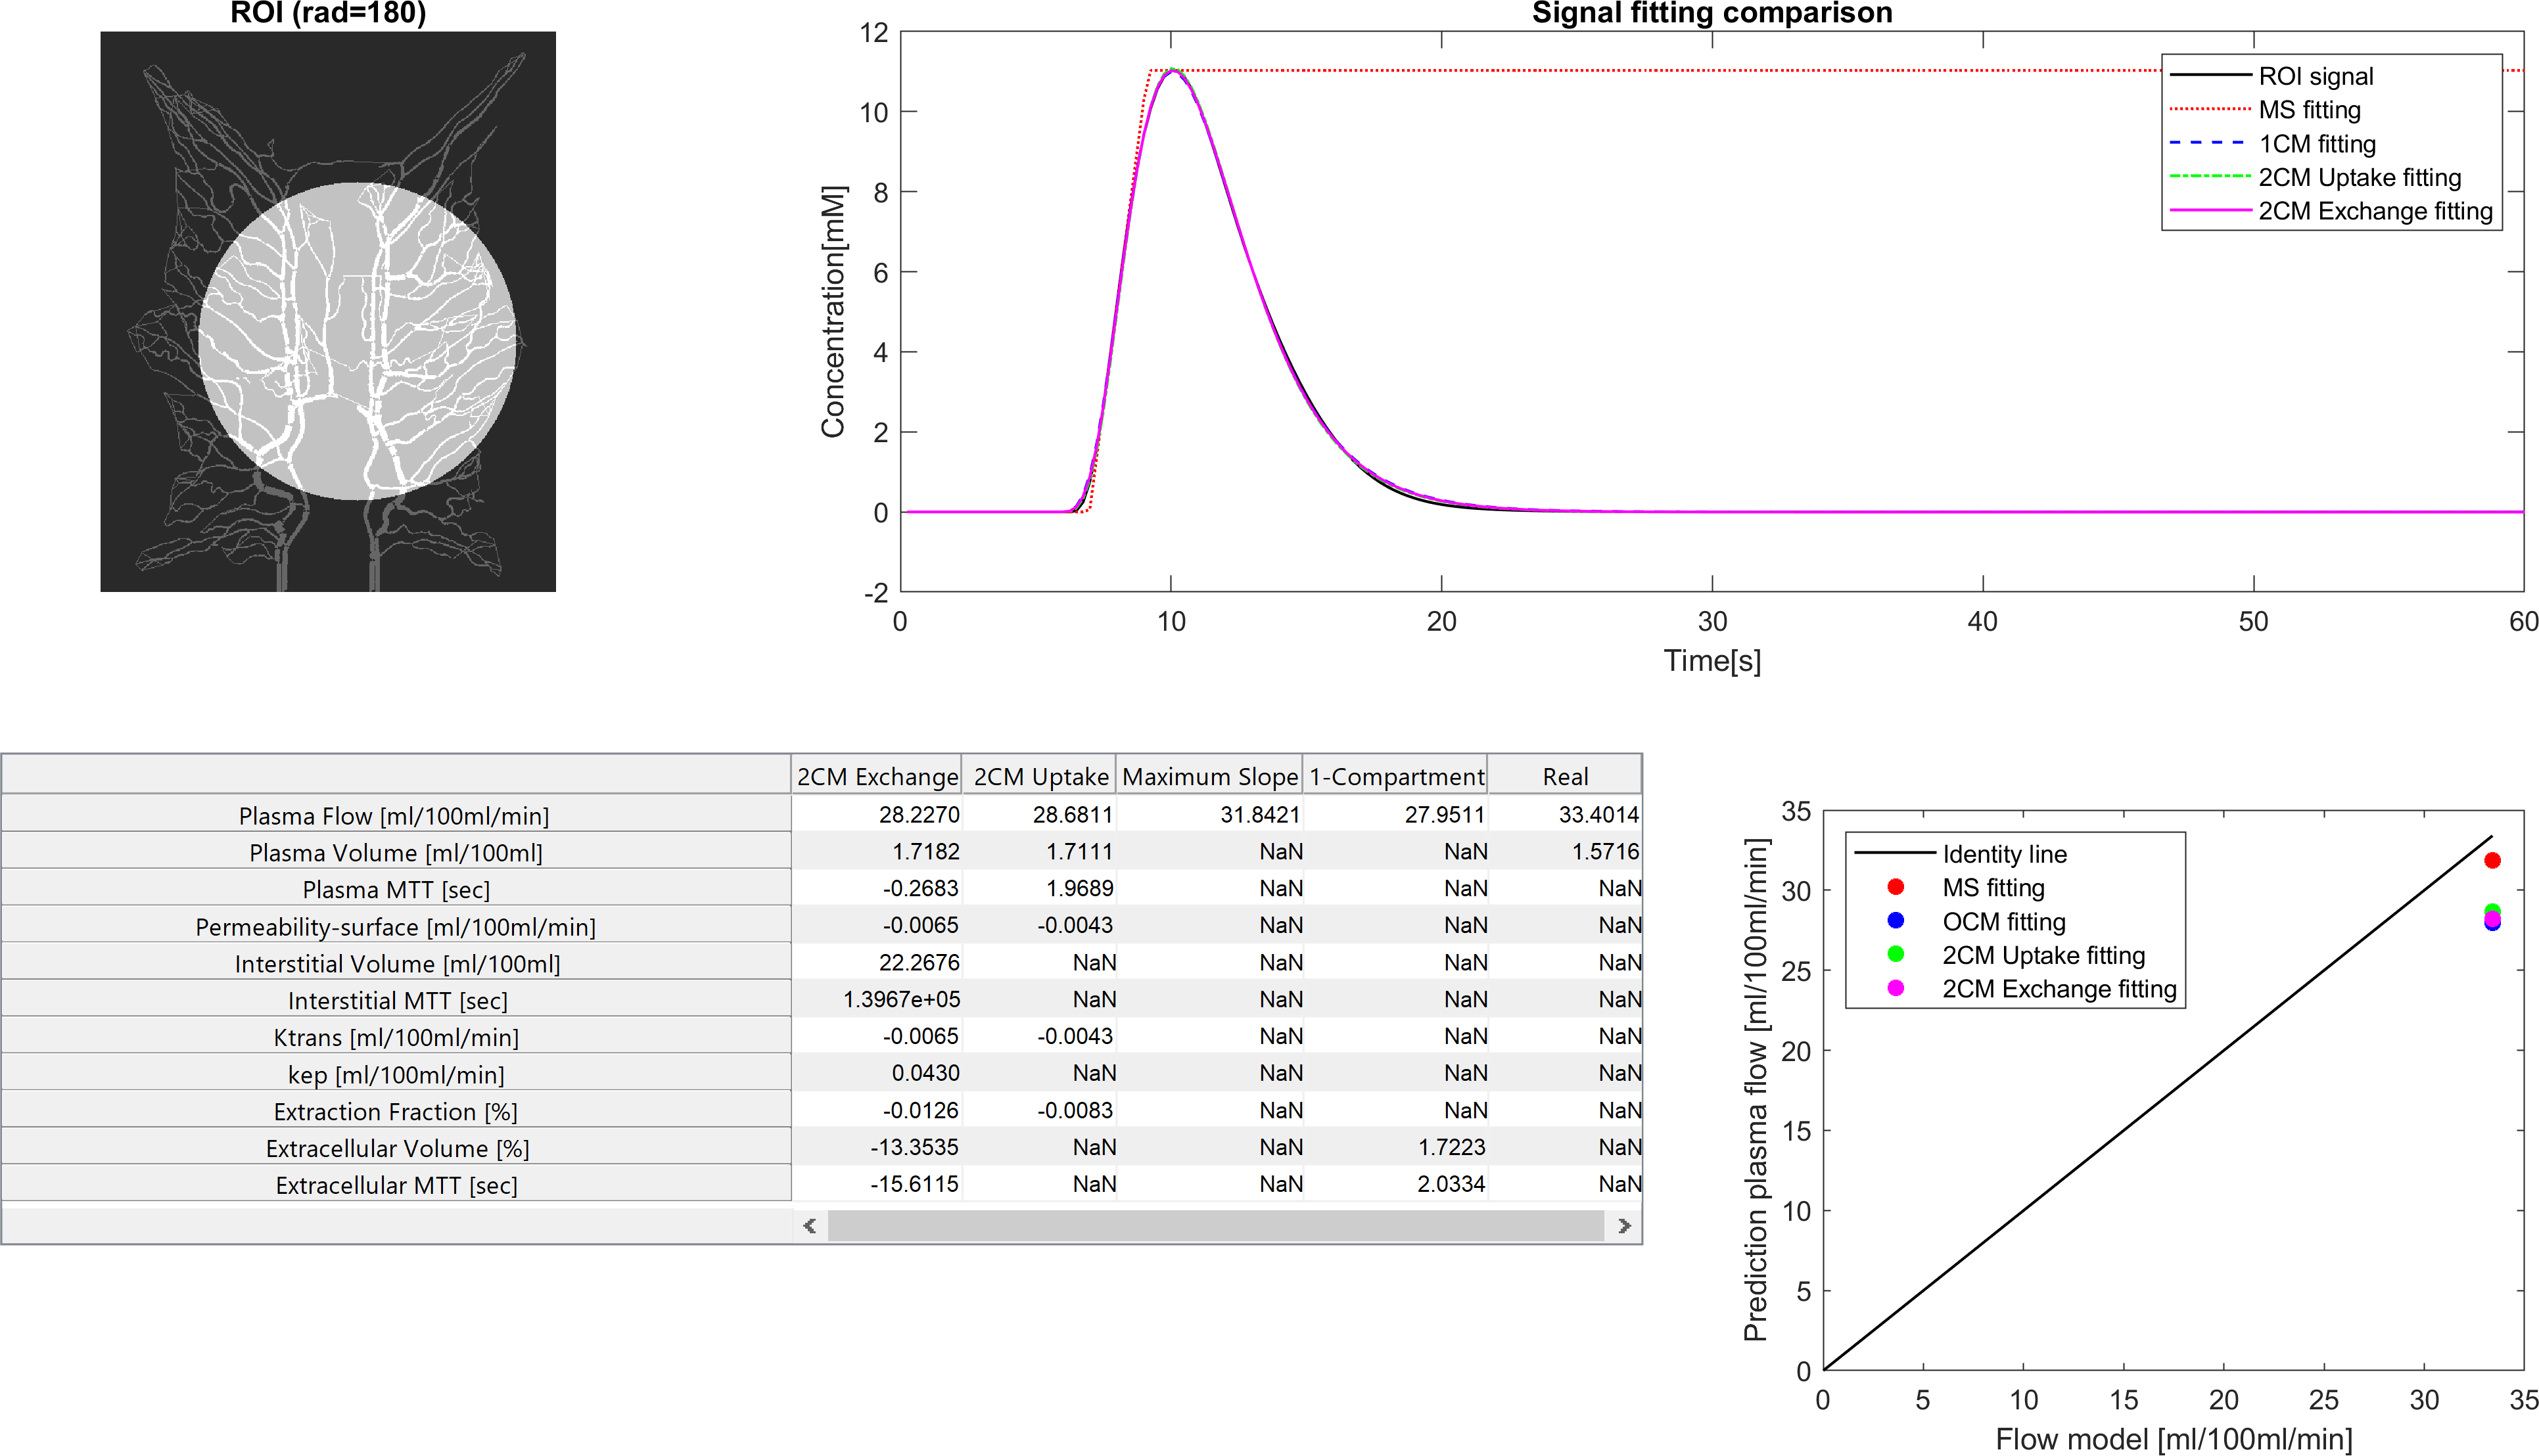 ROI (rad=180)
Signal fitting comparison
12
10
8
6
4
2
0
-2
Concentration[mM]
0 10 20 30 40 50 60
Time[s]
ROI signal
MS fitting
1CM fitting
2CM Uptake fitting
2CM Exchange fitting
2CM Exchange 2CM Uptake Maximum Slope 1-Compartment Real
Plasma Flow [ml/100ml/min] 28.2270 28.6811 31.8421 27.9511 33.4014
Plasma Volume [ml/100ml] 1.7182 1.7111 NaN NaN 1.5716
Plasma MTT [sec] -0.2683 1.9689 NaN NaN NaN
Permeability-surface [ml/100ml/min] -0.0065 -0.0043 NaN NaN NaN
Interstitial Volume [ml/100ml] 22.2676 NaN NaN NaN NaN
Interstitial MTT [sec] 1.3967e+05 NaN NaN NaN NaN
Ktrans [ml/100ml/min] -0.0065 -0.0043 NaN NaN NaN
kep [ml/100ml/min] 0.0430 NaN NaN NaN NaN
Extraction Fraction [%] -0.0126 -0.0083 NaN NaN NaN
Extracellular Volume [%] -13.3535 NaN NaN 1.7223 NaN
Extracellular MTT [sec] -15.6115 NaN NaN 2.0334 NaN
35
30
25
20
15
10
5
0
Prediction plasma flow [ml/100ml/min]
Identity line
MS fitting
OCM fitting
2CM Uptake fitting
2CM Exchange fitting
0 5 10 15 20 25 30 35
Flow model [ml/100ml/min]